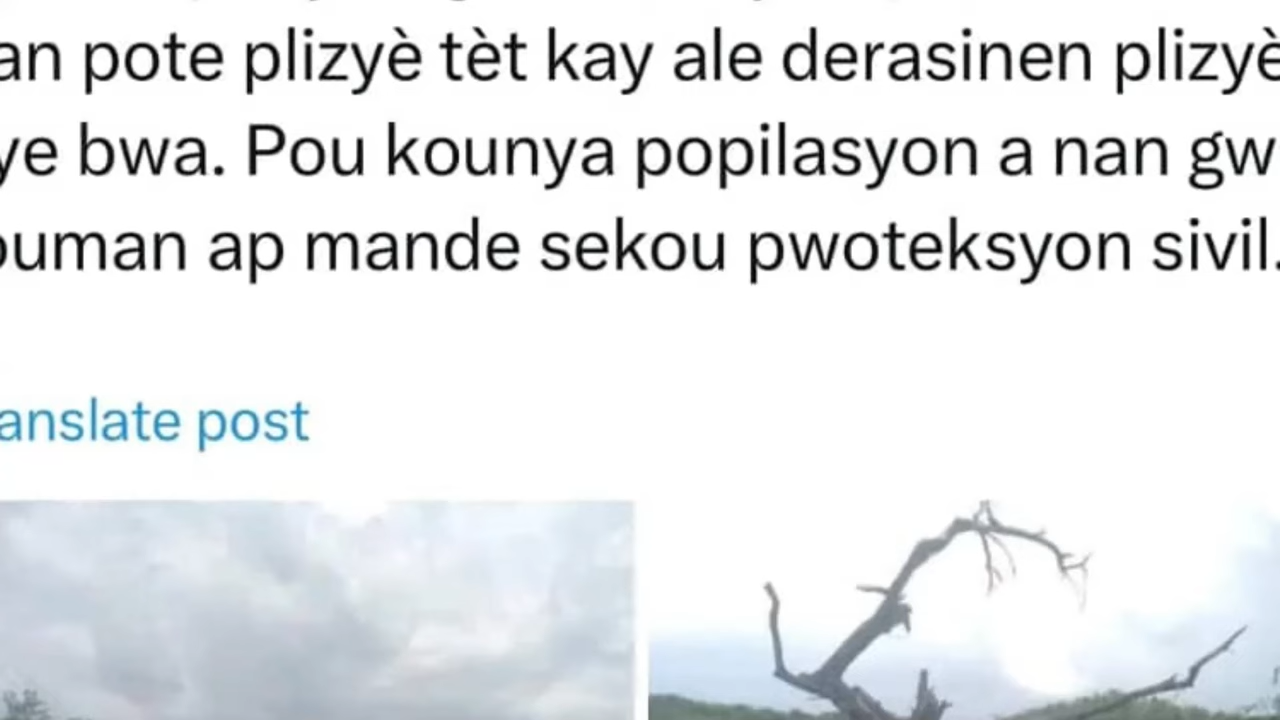 an pote plizyè tèt kay ale derasinen plizyè
ye bwa. Pou kounya popilasyon a nan gw
ouman ap mande sekou pwoteksyon sivil.
anslate post